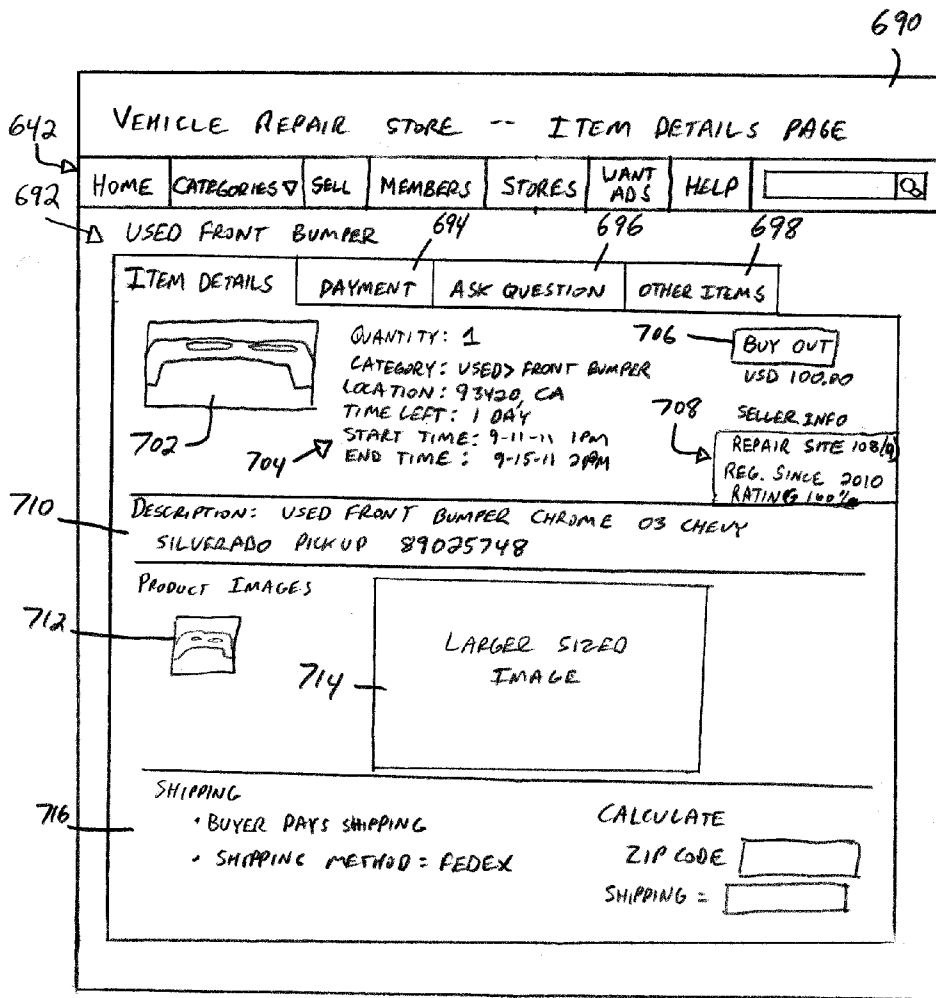 690
VEHICLE REPAIR STORE -- ITEM DETAILS PAGE
642
HOME CATEGORIES ▽ SELL MEMBERS STORES WANT ADS HELP
692
USED FRONT BUMPER
694 696 698
ITEM DETAILS PAYMENT ASK QUESTION OTHER ITEMS
702
QUANTITY: 1
CATEGORY: USED> FRONT BUMPER
LOCATION: 93420, CA
TIME LEFT: 1 DAY
704
START TIME: 9-11-11 1PM
END TIME: 9-15-11 2PM
706
BUY OUT
USD 100.00
708
SELLER INFO
REPAIR SITE
REG. SINCE 2010
RATING 100%
710
DESCRIPTION: USED FRONT BUMPER CHROME 03 CHEVY
SILVERADO PICKUP 89025748
PRODUCT IMAGES
712
714
LARGER SIZED
IMAGE
716
SHIPPING
• BUYER PAYS SHIPPING
• SHIPPING METHOD = FEDEX
CALCULATE
ZIP CODE
SHIPPING =